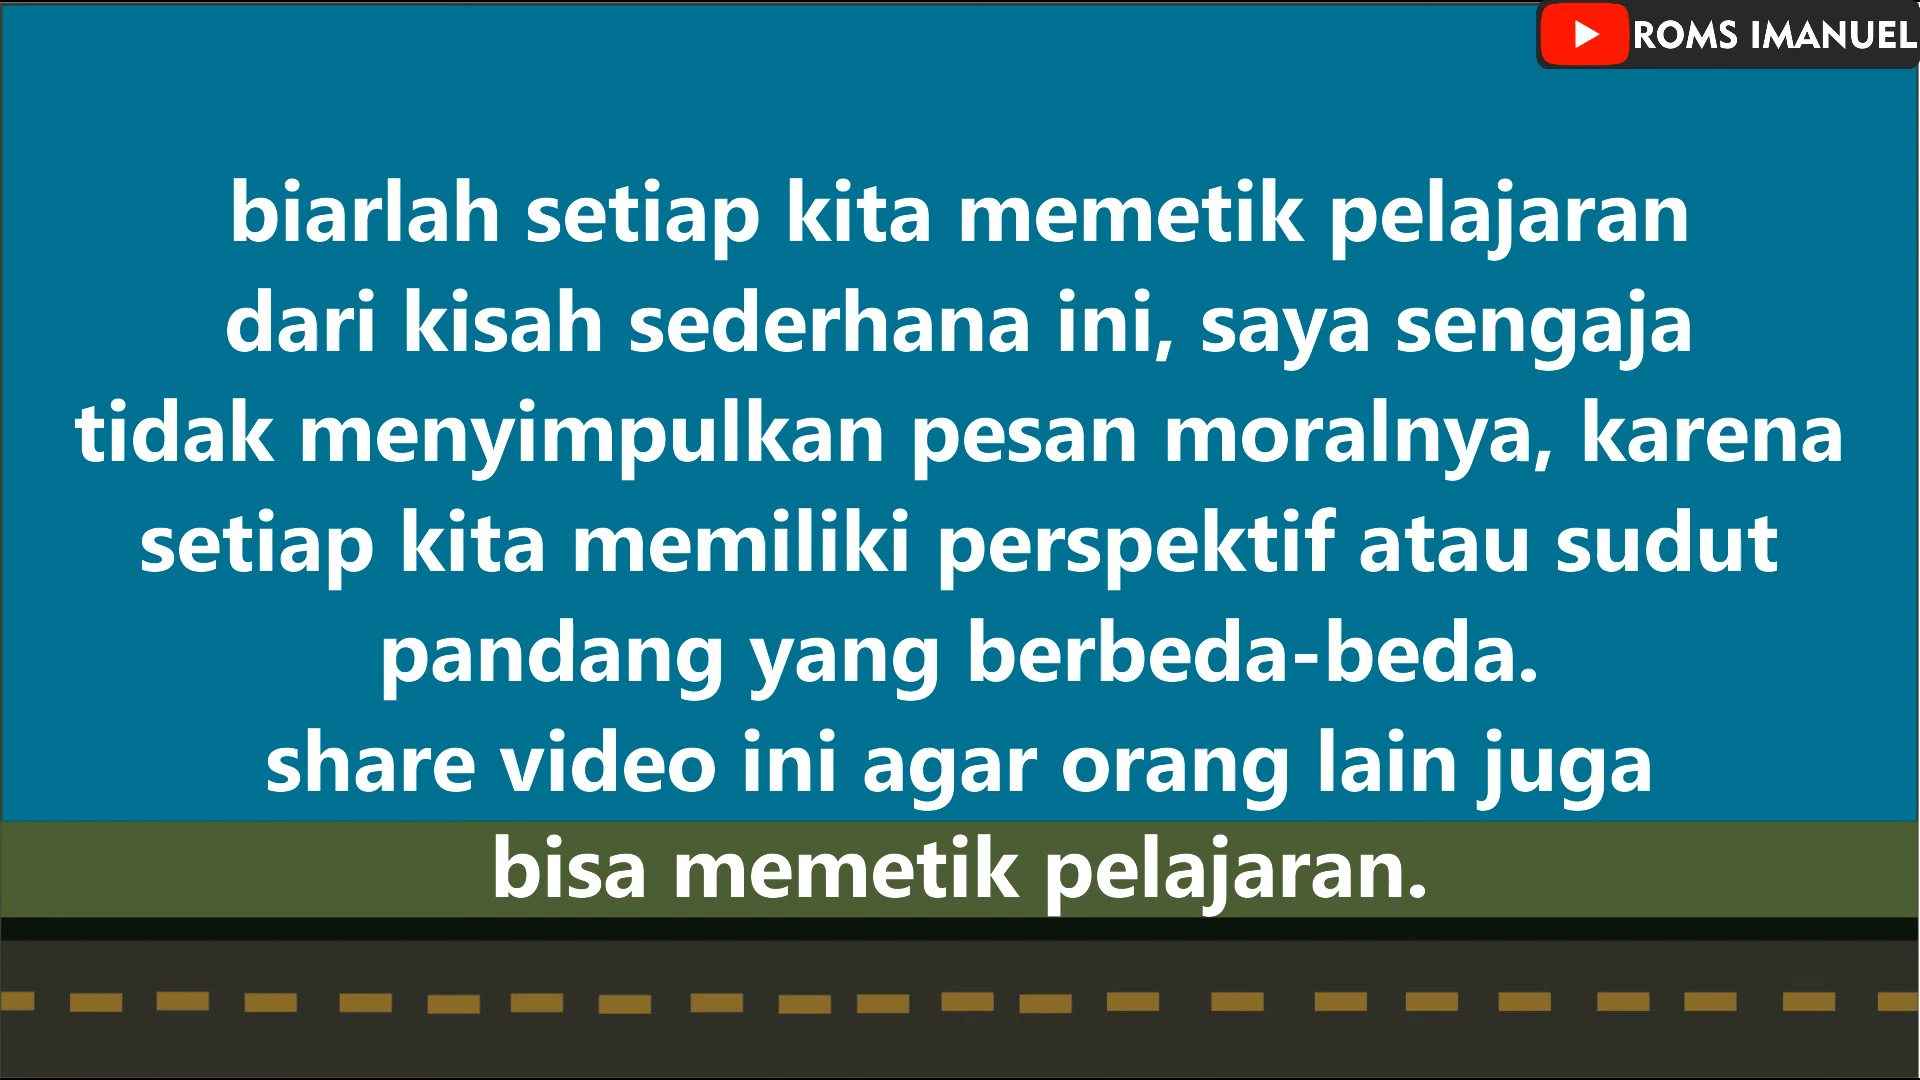 ROMS IMANUEL
biarlah setiap kita memetik pelajaran
dari kisah sederhana ini, saya sengaja
tidak menyimpulkan pesan moralnya, karena
setiap kita memiliki perspektif atau sudut
pandang yang berbeda-beda.
share video ini agar orang lain juga
bisa memetik pelajaran.